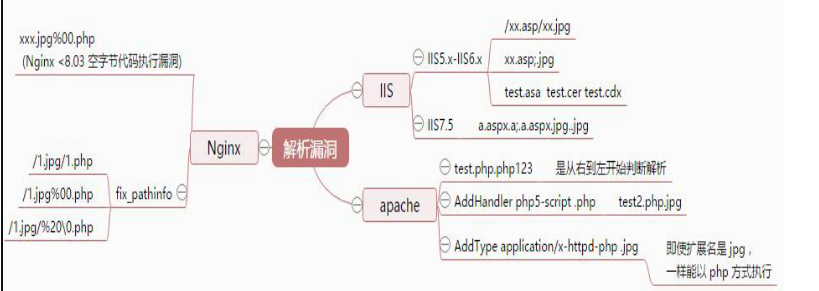 xxx.jpg%00.php
(Nginx <8.03 空字节代码执行漏洞)
Nginx
/1.jpg/1.php
/1.jpg%00.php
/1.jpg/%20\0.php
fix_pathinfo
解析漏洞
IIS
IIS5.x-IIS6.x
/xx.asp/xx.jpg
xx.asp;.jpg
test.asa test.cer test.cdx
IIS7.5
a.aspx.a;.a.aspx.jpg..jpg
apache
test.php.php123 是从右到左开始判断解析
AddHandler php5-script .php test2.php.jpg
AddType application/x-httpd-php .jpg
即使扩展名是 jpg，
一样能以 php 方式执行